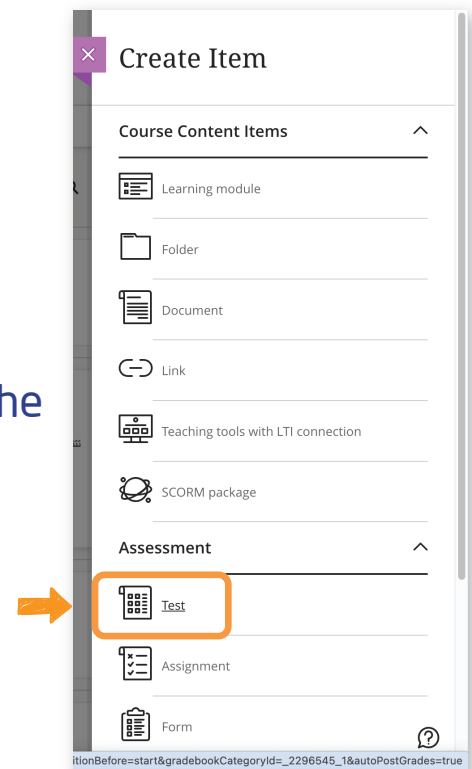 Create Item
Course Content Items
Learning module
Folder
Document
Link
he
Teaching tools with LTI connection
SCORM package
Assessment
Test
Assignment
Form
itionBefore=start&gradebookCategoryId=_2296545_1&autoPostGrades=true